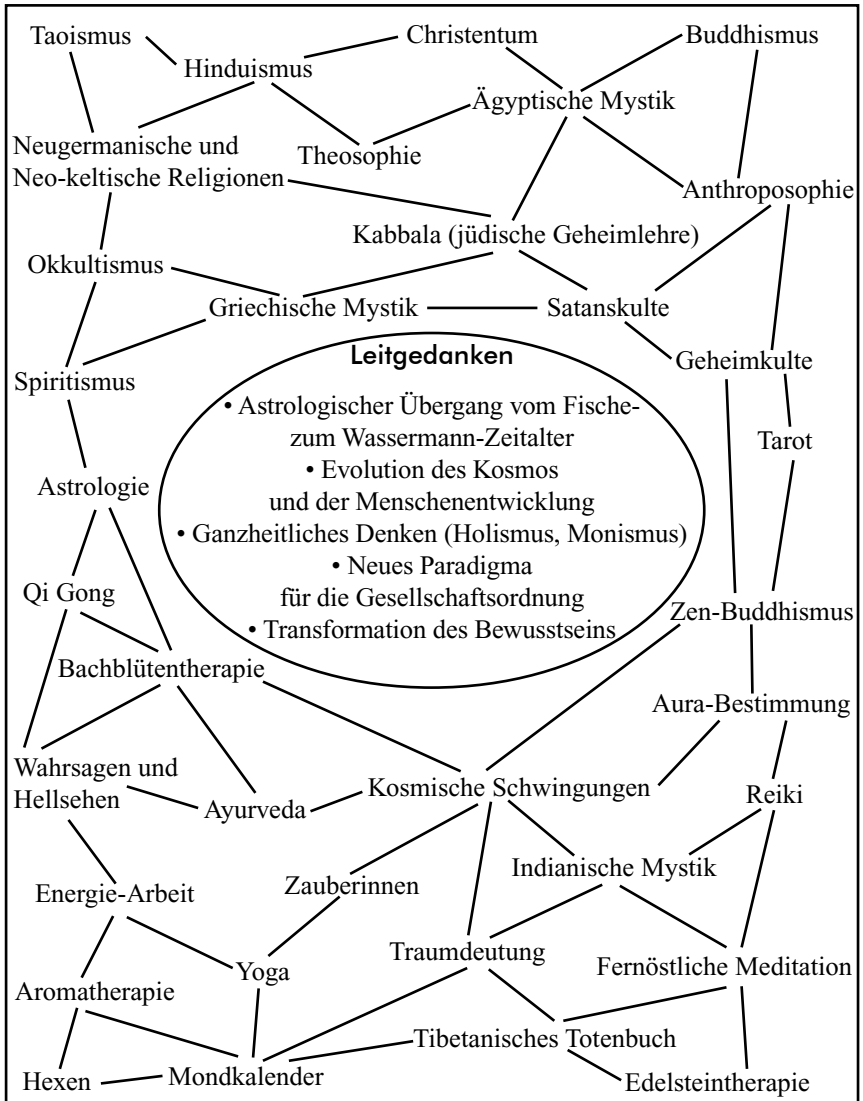 Taoismus
Christentum
Buddhismus
Hinduismus
Ägyptische Mystik
Neugermanische und
Neo-keltische Religionen
Theosophie
Anthroposophie
Kabbala (jüdische Geheimlehre)
Okkultismus
Griechische Mystik
Satanskulte
Geheimkulte
Spiritismus
Tarot
Astrologie
Leitgedanken
• Astrologischer Übergang vom Fische-
zum Wassermann-Zeitalter
• Evolution des Kosmos
und der Menschenentwicklung
• Ganzheitliches Denken (Holismus, Monismus)
• Neues Paradigma
für die Gesellschaftsordnung
• Transformation des Bewusstseins
Qi Gong
Zen-Buddhismus
Bachblütentherapie
Aura-Bestimmung
Wahrsagen und
Hellsehen
Ayurveda
Kosmische Schwingungen
Reiki
Energie-Arbeit
Zauberinnen
Indianische Mystik
Yoga
Traumdeutung
Fernöstliche Meditation
Aromatherapie
Tibetanisches Totenbuch
Hexen
Mondkalender
Edelsteintherapie